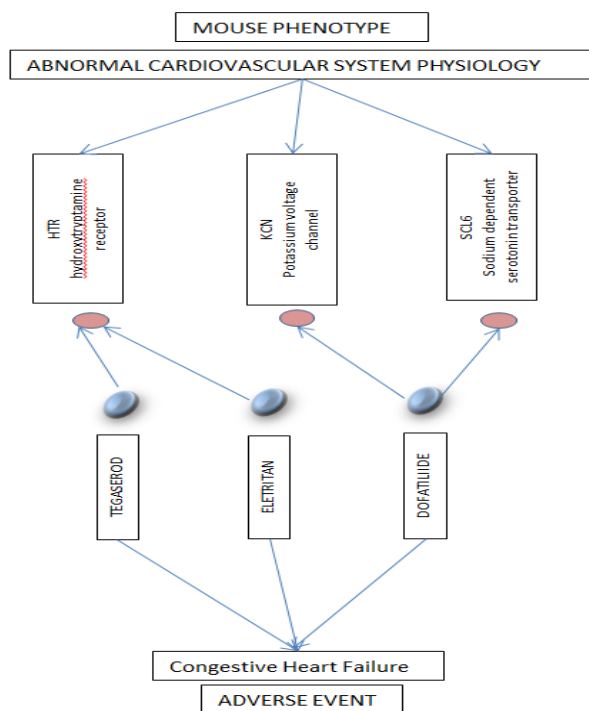 MOUSE PHENOTYPE
ABNORMAL CARDIOVASCULAR SYSTEM PHYSIOLOGY
HTR
hydroxytryptamine
receptor
KCN
Potassium voltage
channel
SCL6
Sodium dependent
serotonin transporter
TEGASEROD
ELETRITAN
DOFATILIIDE
Congestive Heart Failure
ADVERSE EVENT